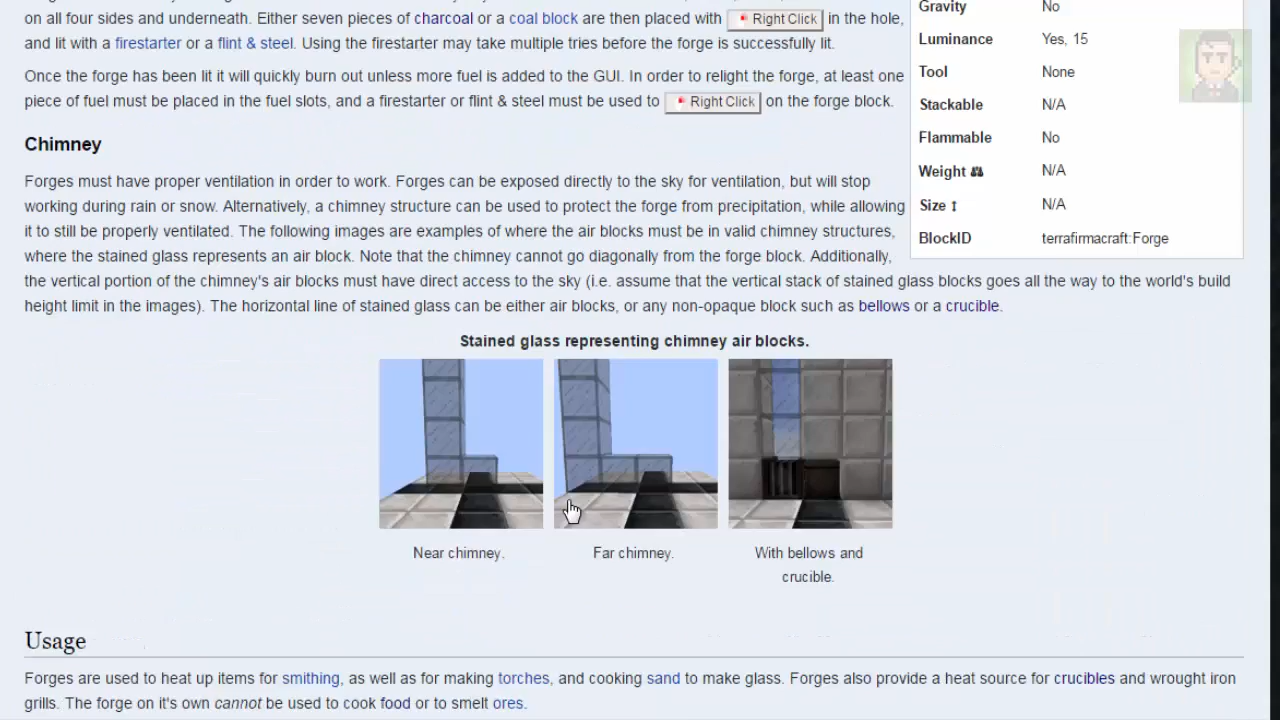 on all four sides and underneath. Either seven pieces of charcoal or a coal block are then placed with Right Click in the hole,
and lit with a firestarter or a flint & steel. Using the firestarter may take multiple tries before the forge is successfully lit.
Once the forge has been lit it will quickly burn out unless more fuel is added to the GUI. In order to relight the forge, at least one
piece of fuel must be placed in the fuel slots, and a firestarter or flint & steel must be used to Right Click on the forge block.
Chimney
Forges must have proper ventilation in order to work. Forges can be exposed directly to the sky for ventilation, but will stop
working during rain or snow. Alternatively, a chimney structure can be used to protect the forge from precipitation, while allowing
it to still be properly ventilated. The following images are examples of where the air blocks must be in valid chimney structures,
where the stained glass represents an air block. Note that the chimney cannot go diagonally from the forge block. Additionally,
the vertical portion of the chimney's air blocks must have direct access to the sky (i.e. assume that the vertical stack of stained glass blocks goes all the way to the world's build
height limit in the images). The horizontal line of stained glass can be either air blocks, or any non-opaque block such as bellows or a crucible.
Gravity No
Luminance Yes, 15
Tool None
Stackable N/A
Flammable No
Weight N/A
Size N/A
BlockID terrafirmacraft:Forge
Stained glass representing chimney air blocks.
Near chimney.
Far chimney.
With bellows and
crucible.
Usage
Forges are used to heat up items for smithing, as well as for making torches, and cooking sand to make glass. Forges also provide a heat source for crucibles and wrought iron
grills. The forge on it's own cannot be used to cook food or to smelt ores.